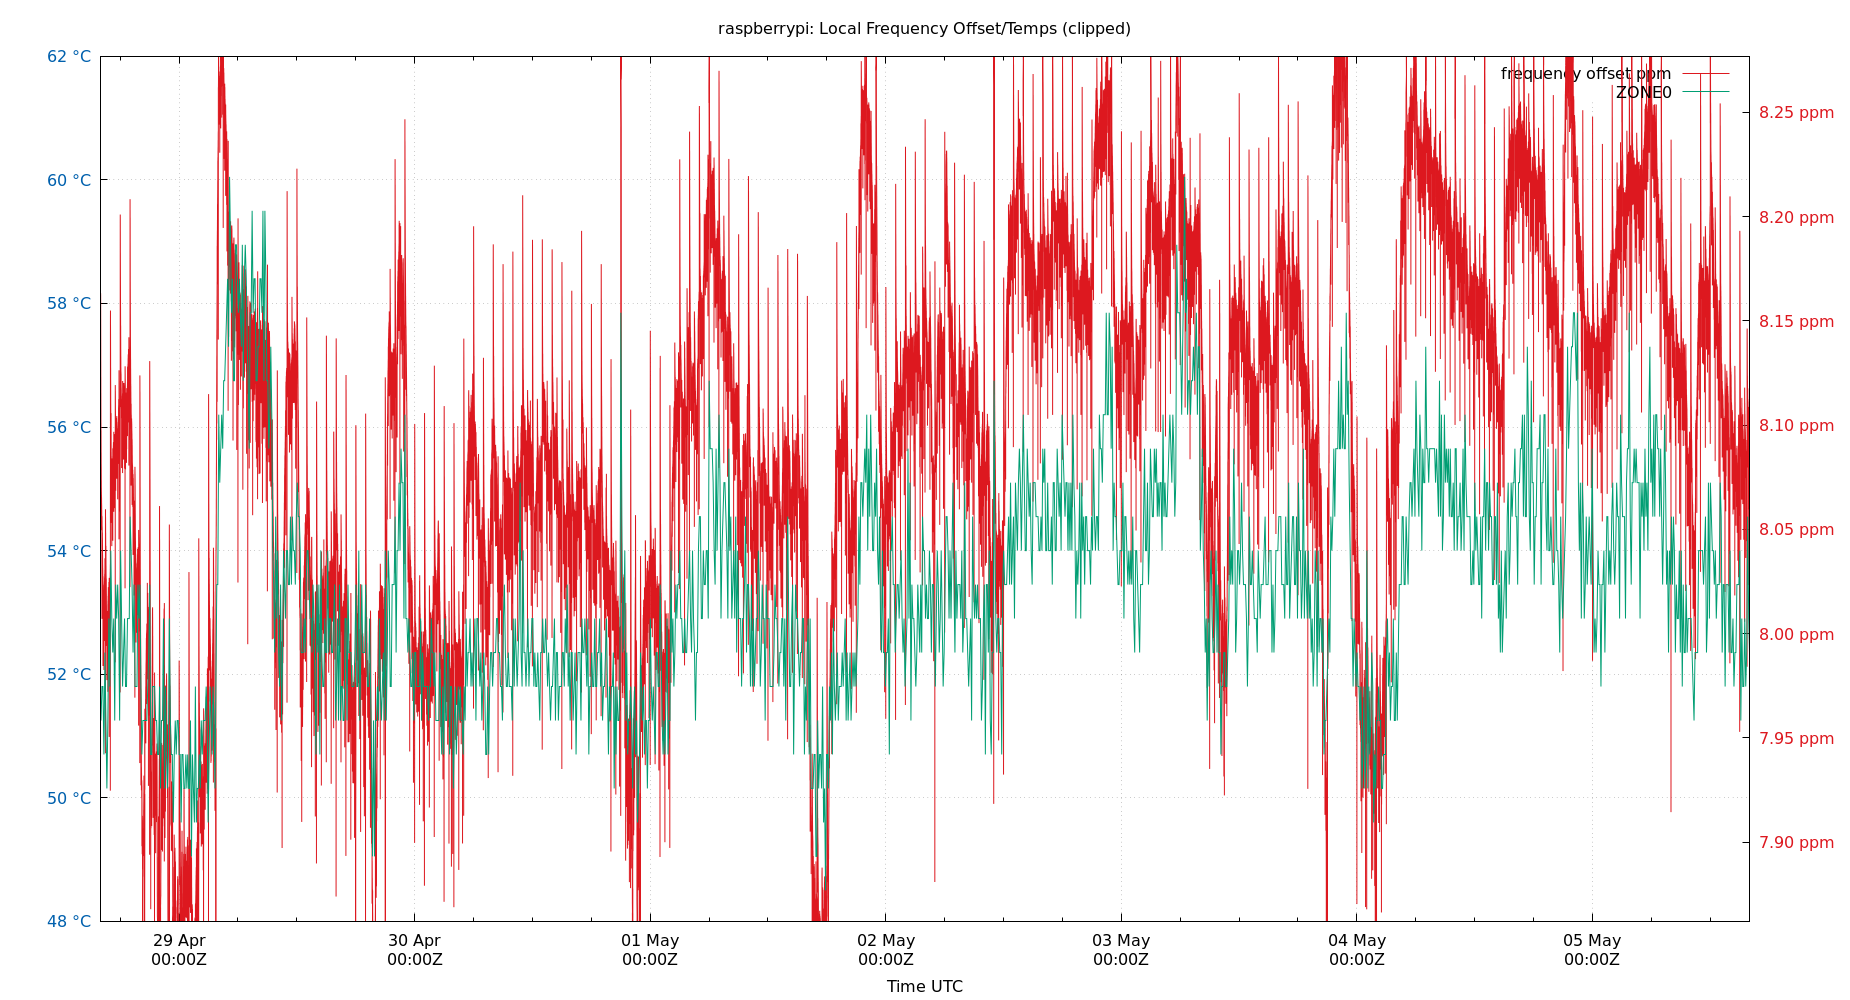 raspberrypi: Local Frequency Offset/Temps (clipped)
62 °C
60 °C
58 °C
56 °C
54 °C
52 °C
50 °C
48 °C
frequency offset ppm
ZONE0
8.25 ppm
8.20 ppm
8.15 ppm
8.10 ppm
8.05 ppm
8.00 ppm
7.95 ppm
7.90 ppm
29 Apr
00:00Z
30 Apr
00:00Z
01 May
00:00Z
02 May
00:00Z
03 May
00:00Z
04 May
00:00Z
05 May
00:00Z
Time UTC